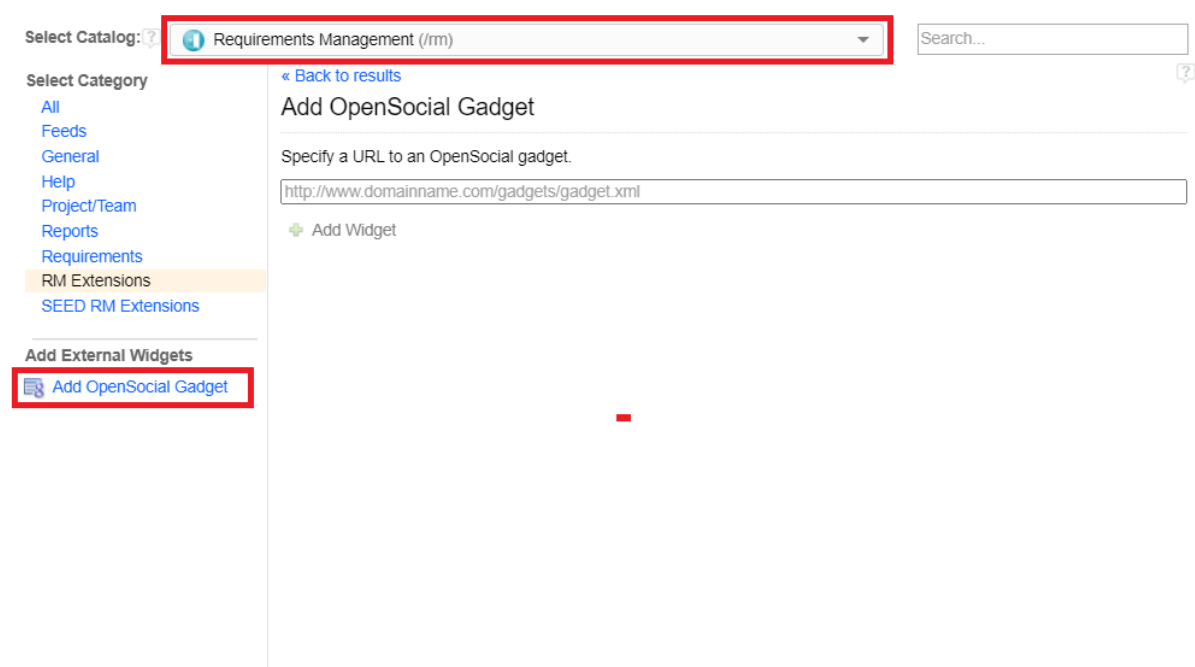 Select Catalog: ? Requirements Management (/rm) Search...
Select Category
All
Feeds
General
Help
Project/Team
Reports
Requirements
RM Extensions
SEED RM Extensions
Add External Widgets
Add OpenSocial Gadget
« Back to results ?
Add OpenSocial Gadget
Specify a URL to an OpenSocial gadget.
http://www.domainname.com/gadgets/gadget.xml
Add Widget